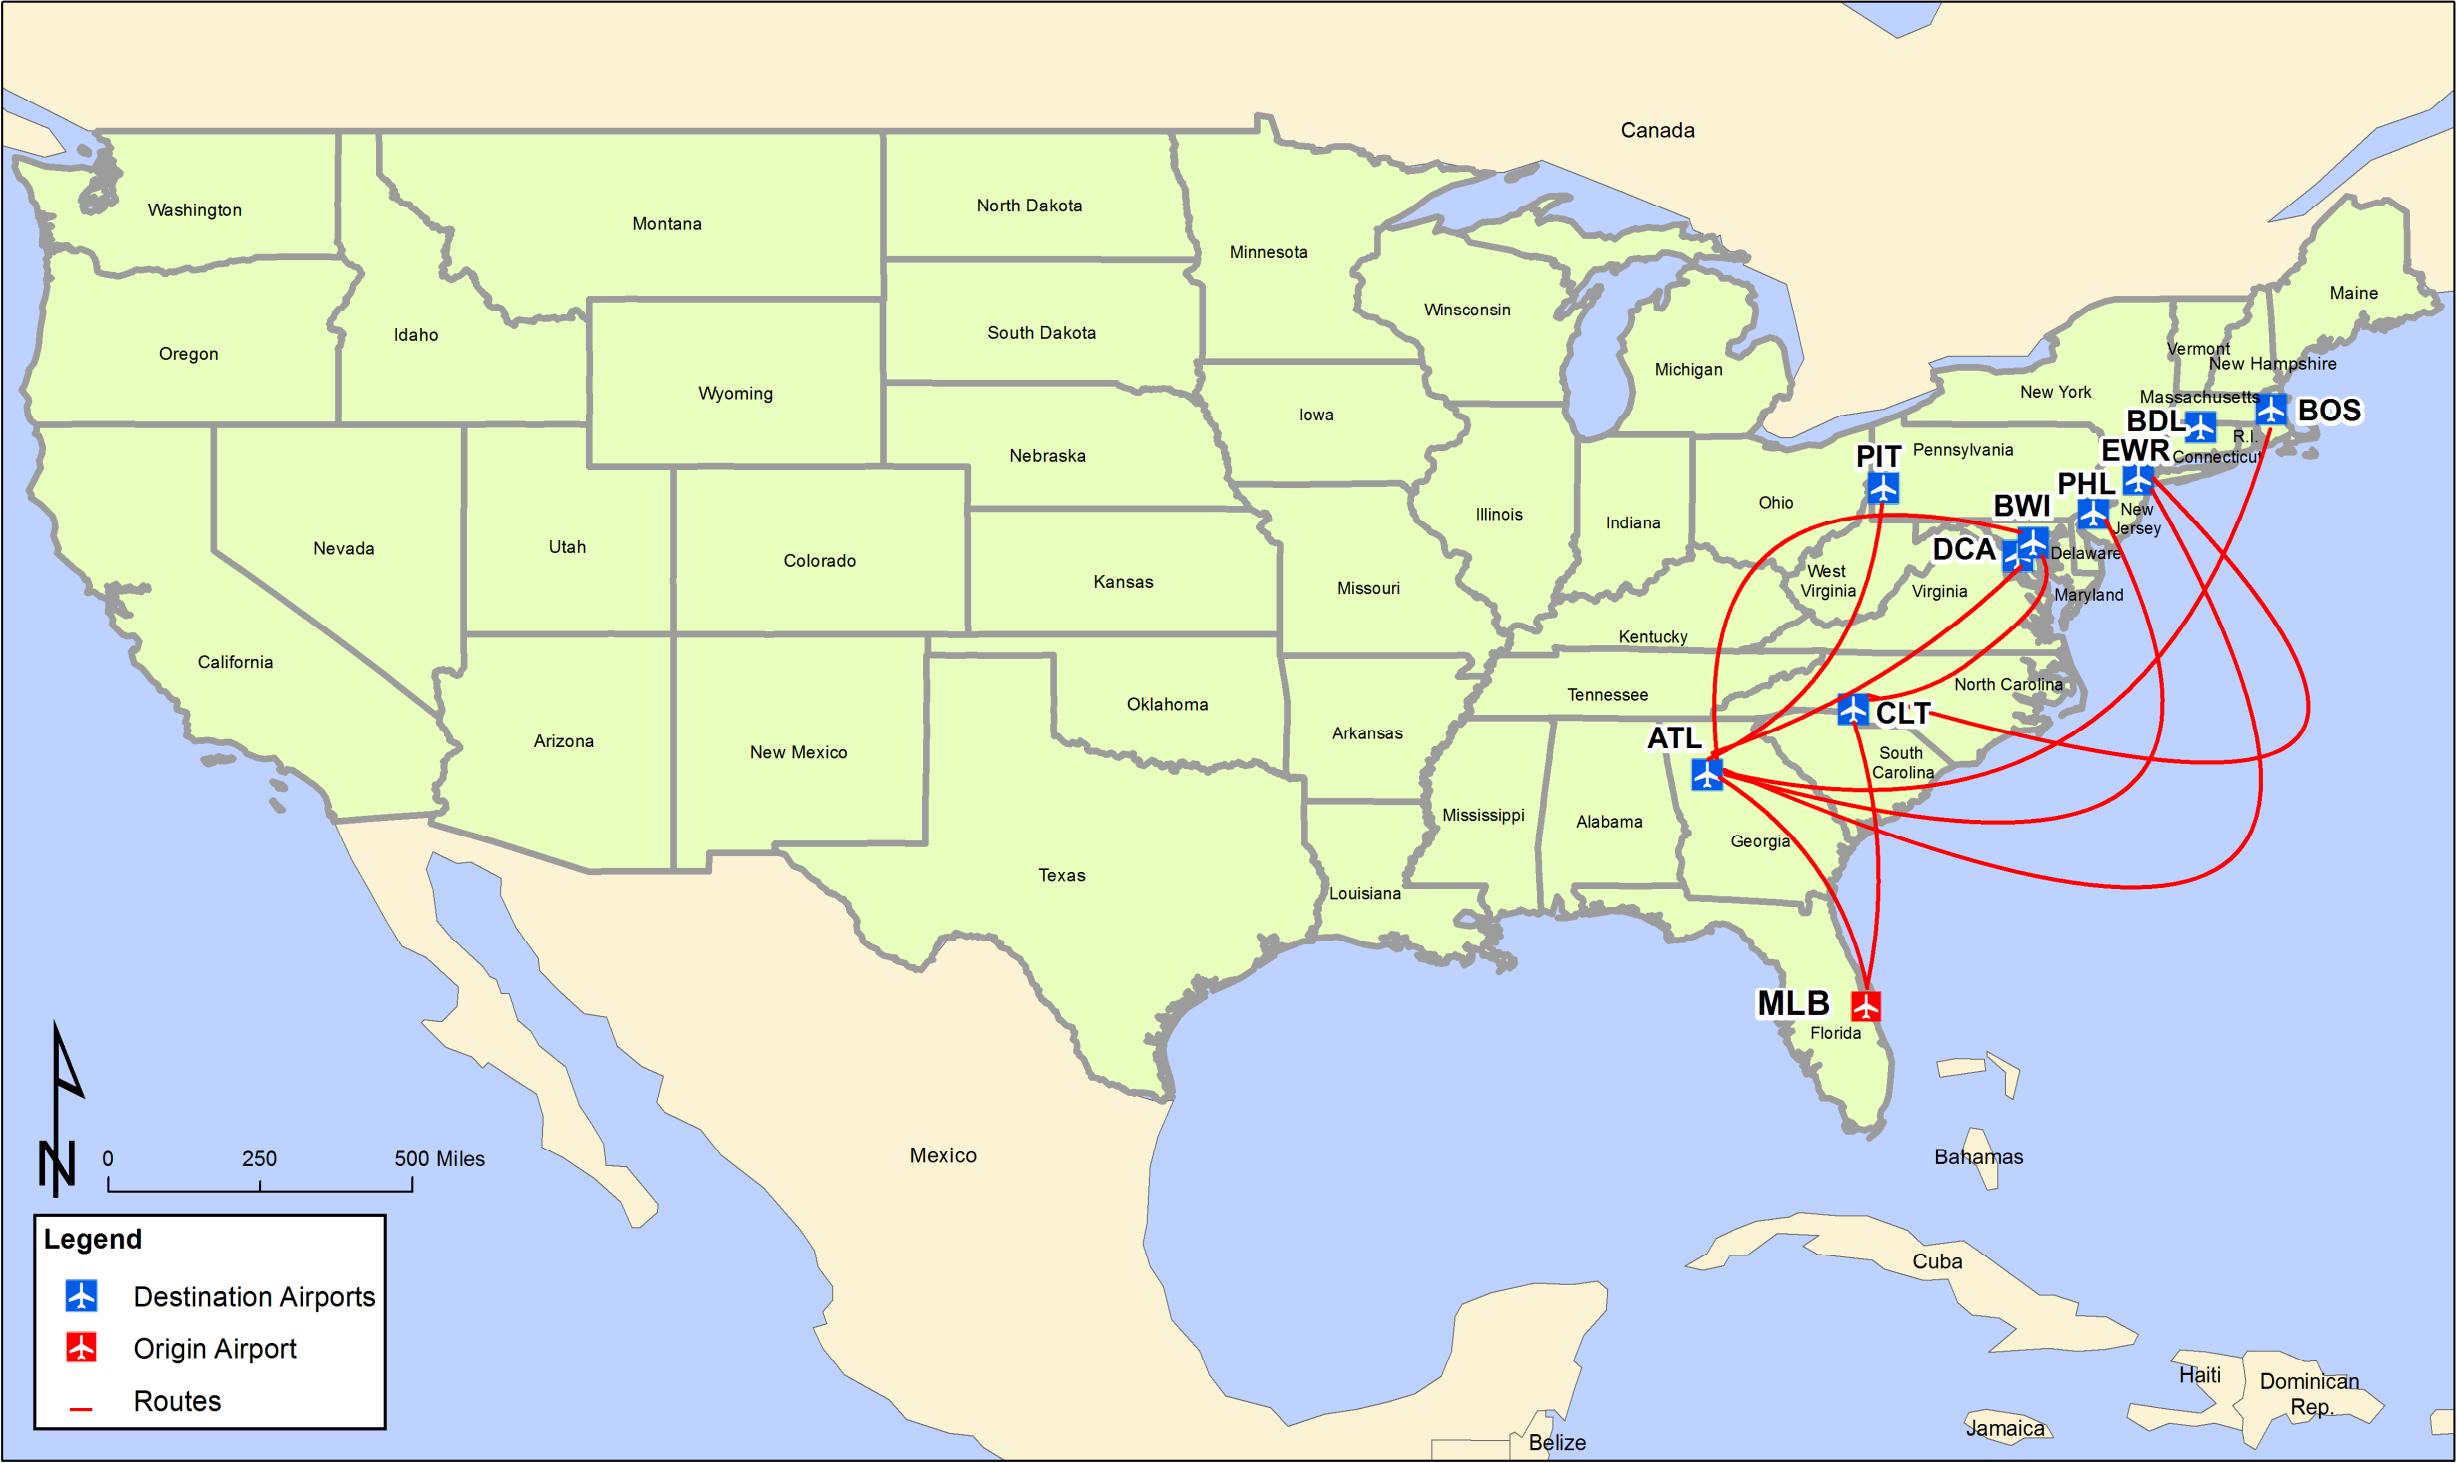 Canada
Washington
Montana
North Dakota
Minnesota
Maine
Oregon
Idaho
South Dakota
Winsconsin
Michigan
Vermont
New Hampshire
Wyoming
Iowa
New York
Massachusetts
BOS
BDL
R.I.
Nebraska
PIT
Pennsylvania
EWR
Connecticut
Nevada
Utah
Colorado
Illinois
Indiana
Ohio
PHL
BWI
New
Jersey
DCA
Delaware
Kansas
Missouri
West
Virginia
Virginia
Maryland
California
Kentucky
Arizona
New Mexico
Oklahoma
Tennessee
North Carolina
Arkansas
CLT
ATL
South
Carolina
Mississippi
Alabama
Georgia
Texas
Louisiana
MLB
Florida
N
0 250 500 Miles
Mexico
Bahamas
Cuba
Haiti
Dominican
Rep.
Jamaica
Belize
Legend
Destination Airports
Origin Airport
Routes